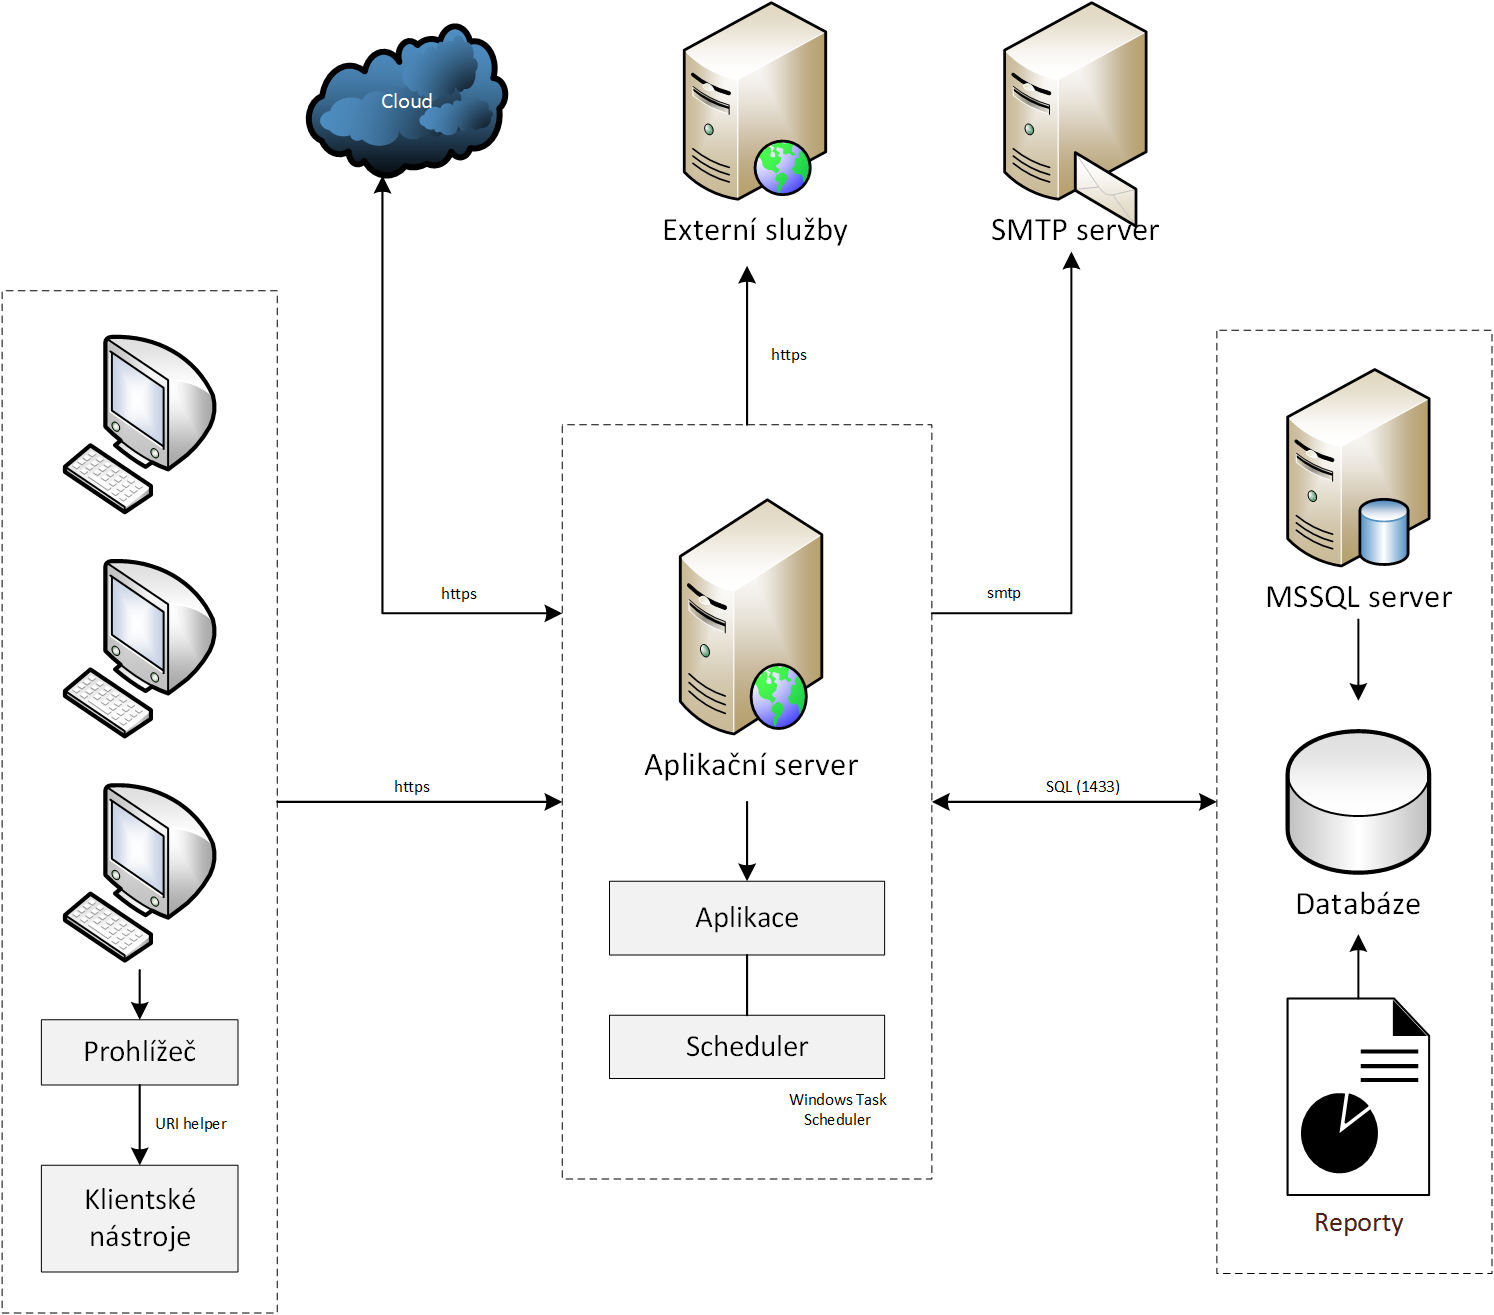 Cloud
Externí služby
SMTP server
https
https
smtp
MSSQL server
Aplikační server
https
SQL (1433)
Aplikace
Databáze
Scheduler
Prohlížeč
Windows Task
Scheduler
URI helper
Klientské
nástroje
Reporty